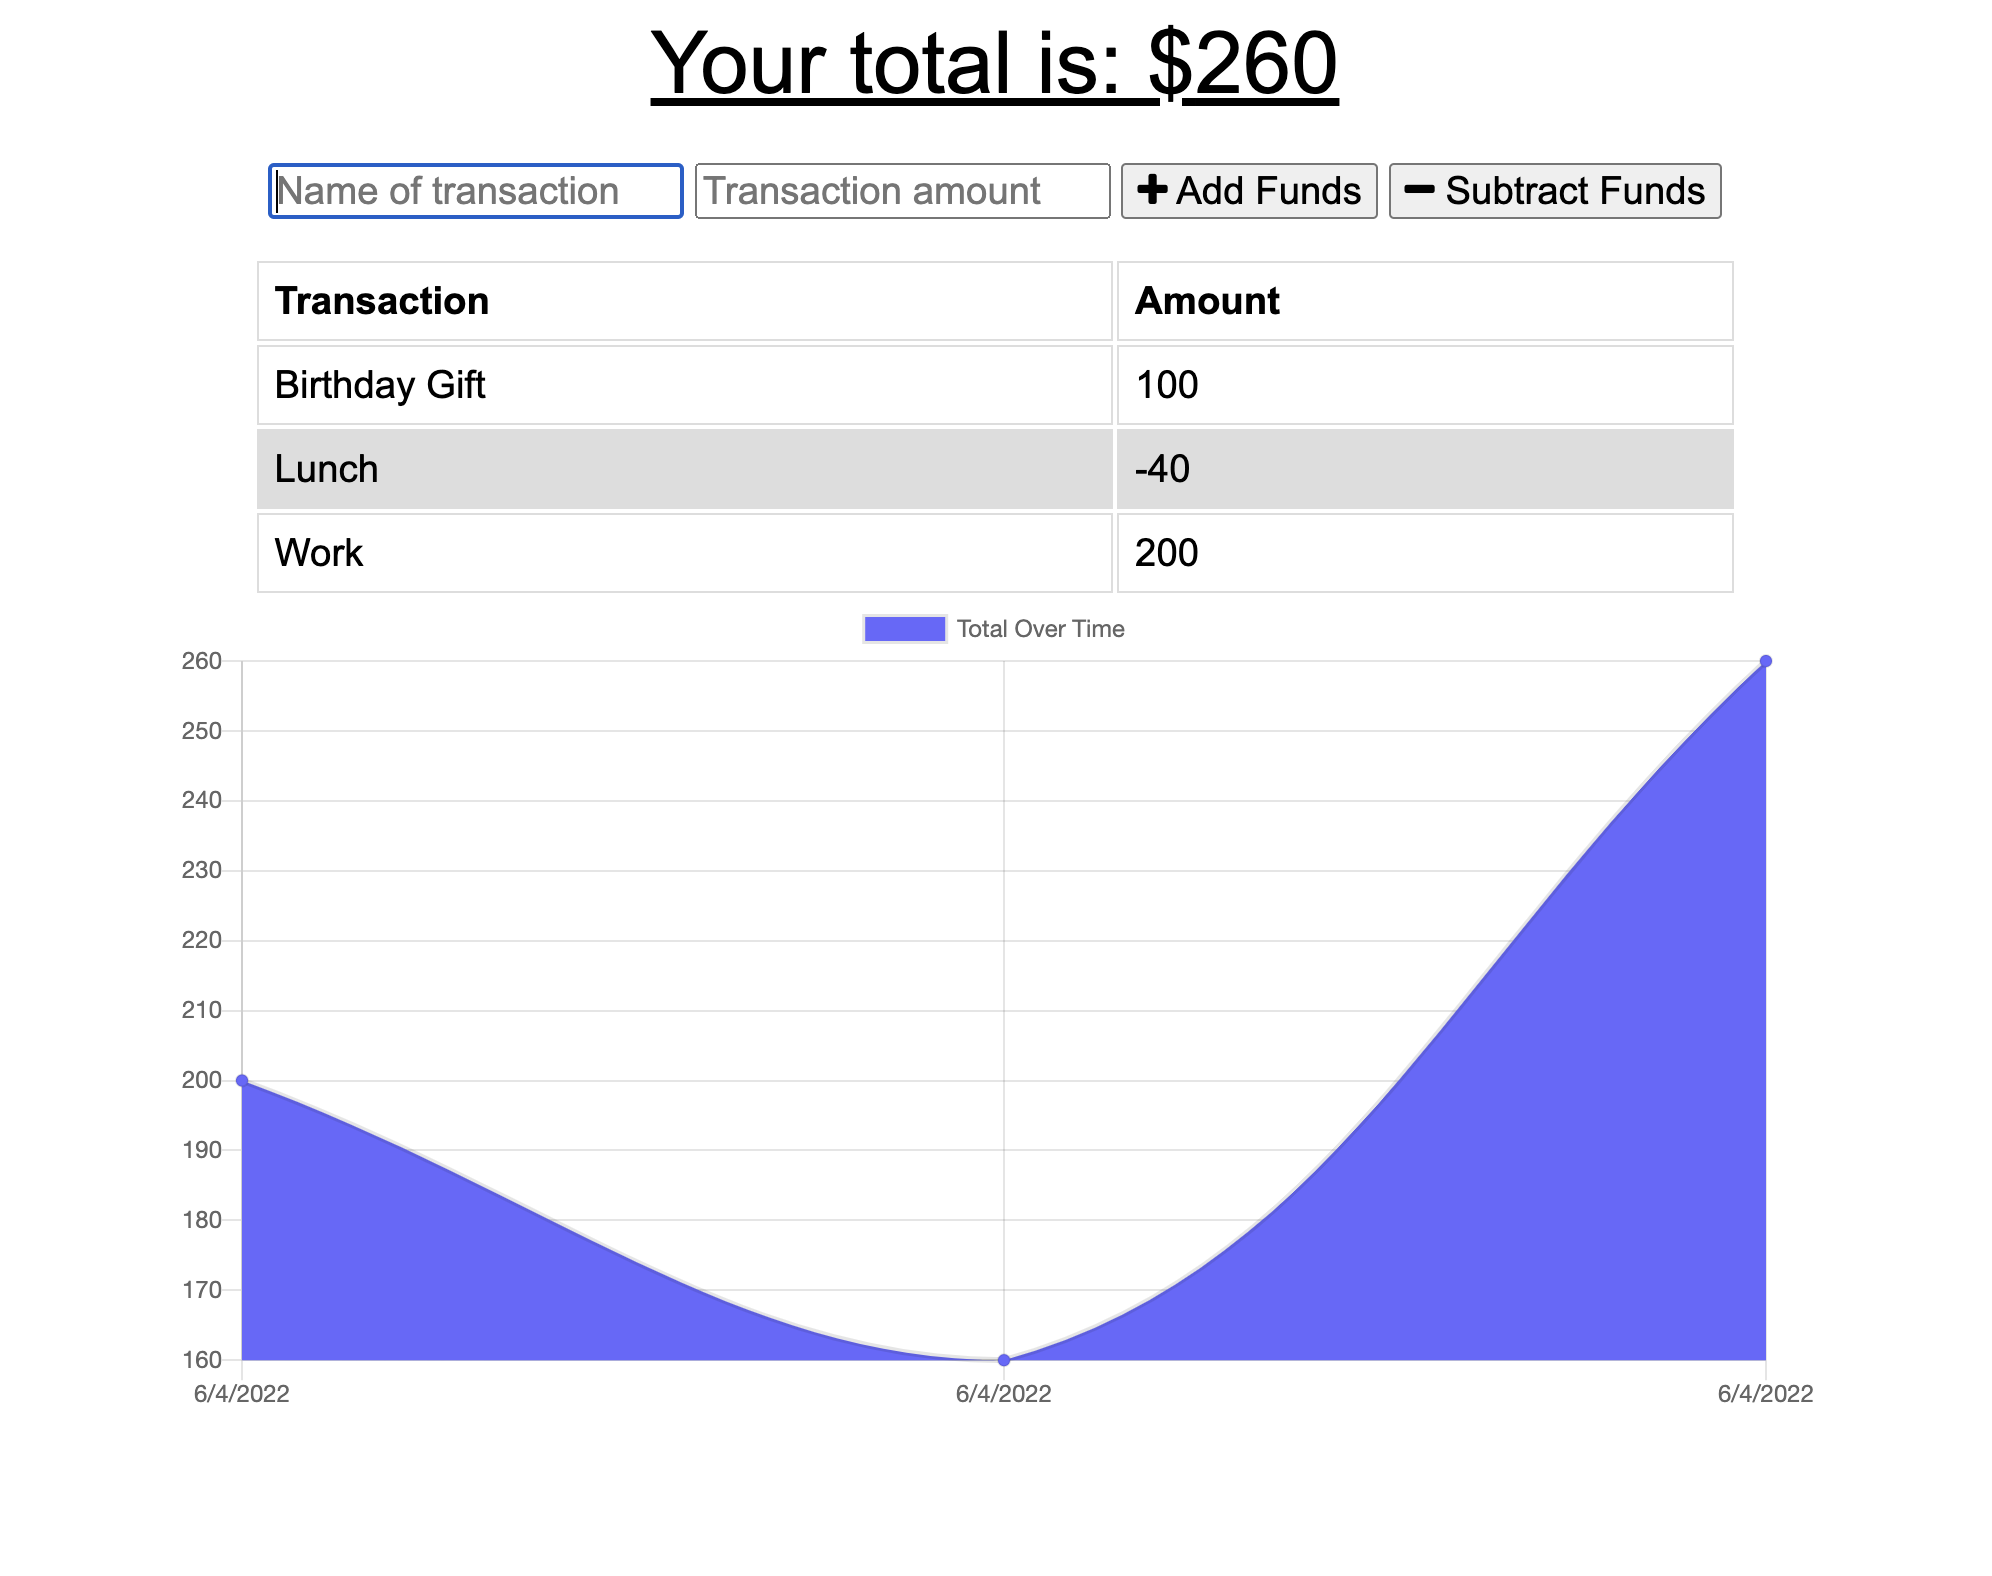 Your total is: $260
Name of transaction Transaction amount Add Funds Subtract Funds
Transaction Amount
Birthday Gift 100
Lunch -40
Work 200
Total Over Time
260
250
240
230
220
210
200
190
180
170
160
6/4/2022 6/4/2022 6/4/2022